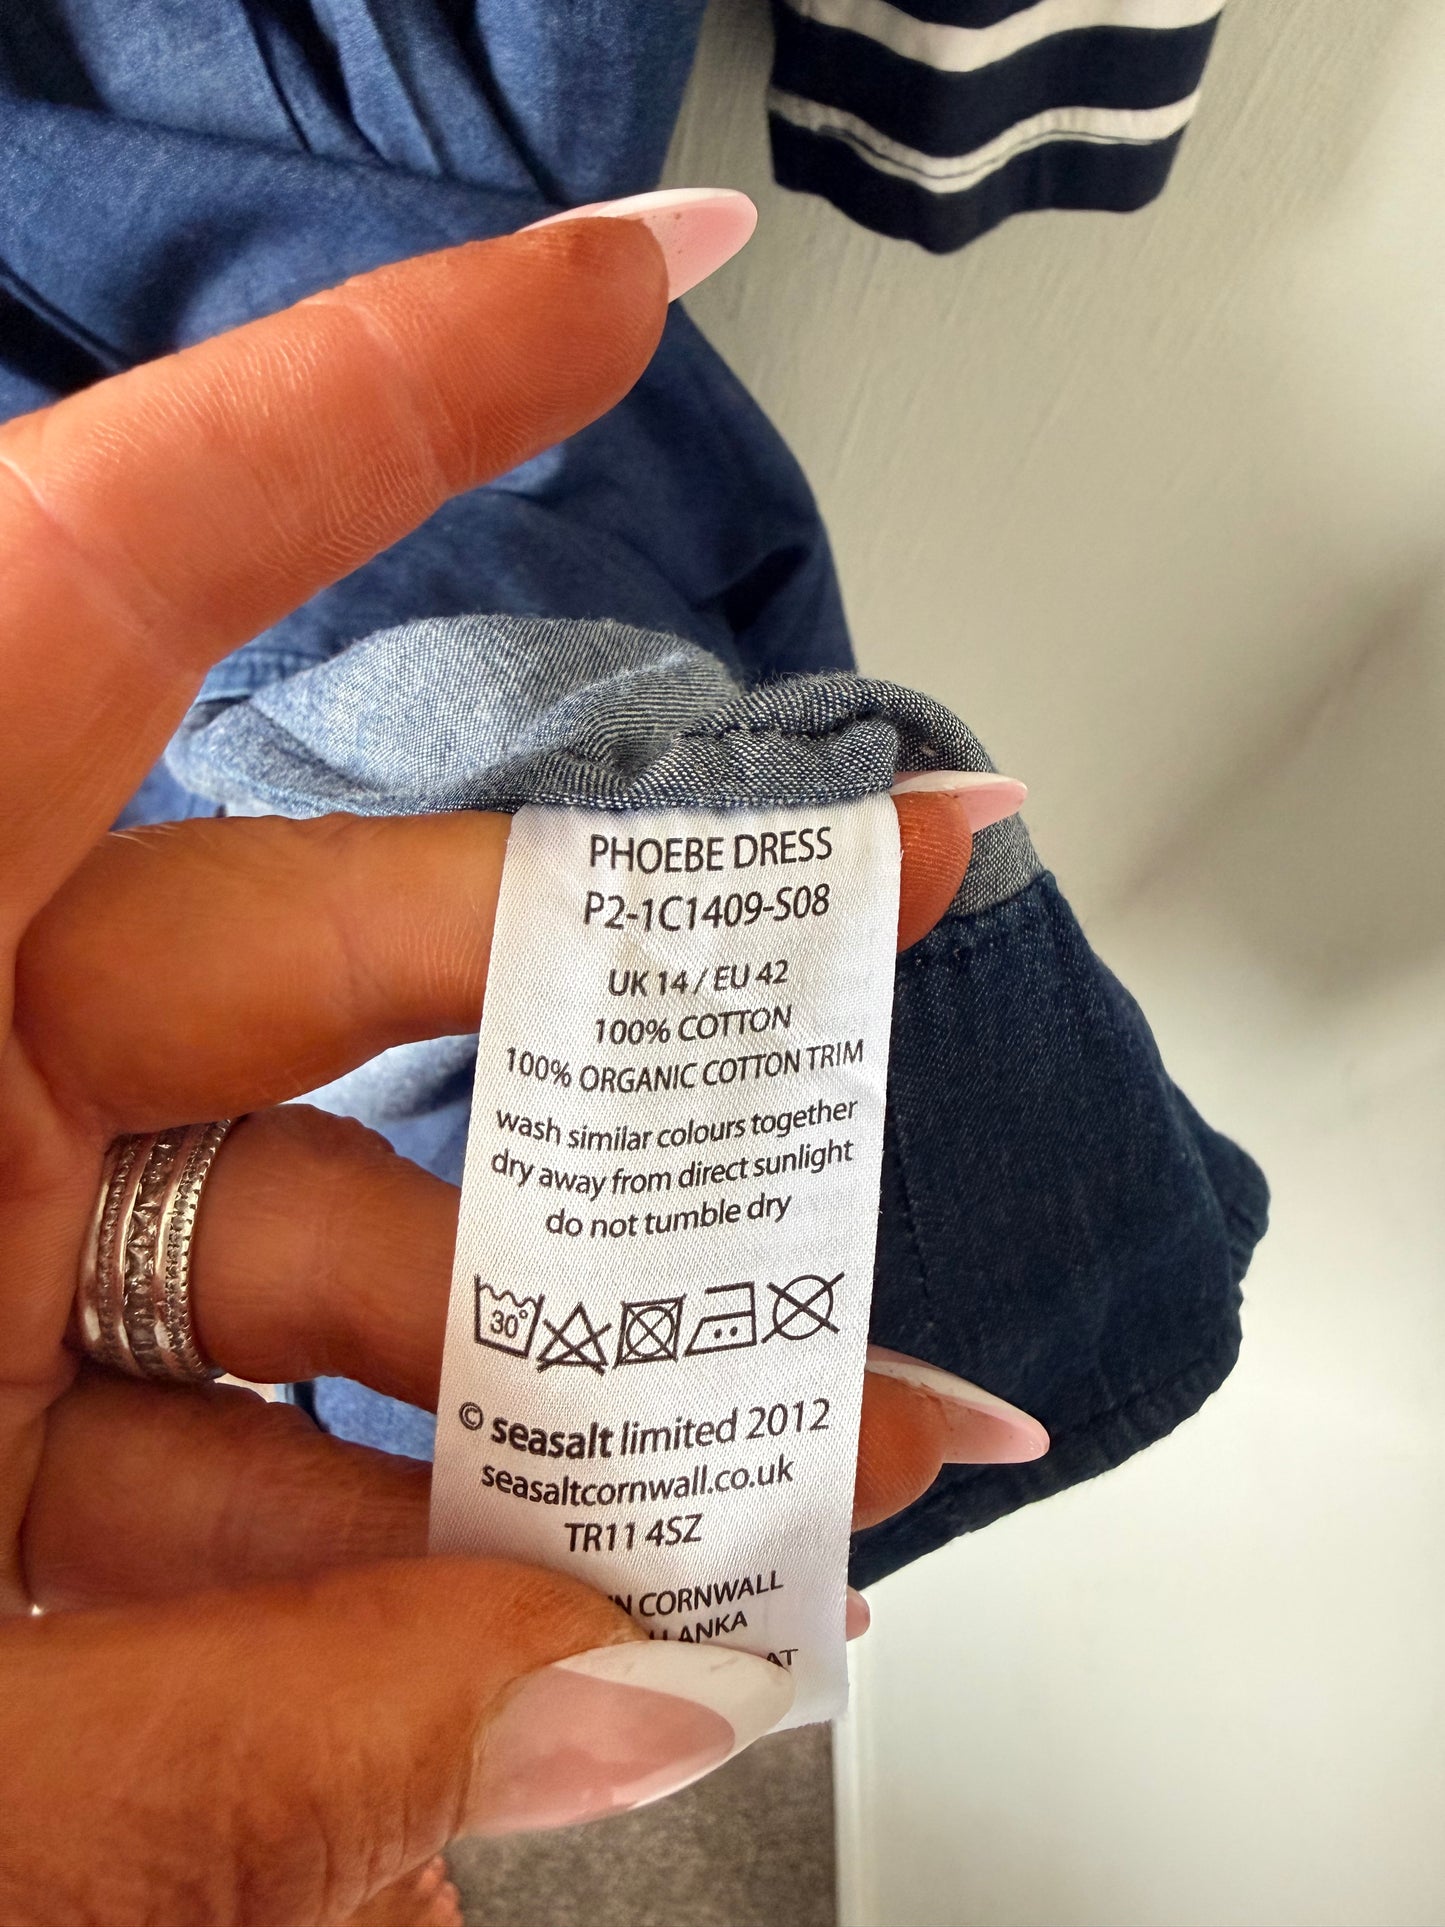 PHOEBE DRESS
P2-1C1409-S08
UK 14 / EU 42
100% COTTON
100% ORGANIC COTTON TRIM
wash similar colours together
dry away from direct sunlight
do not tumble dry
30°
© seasalt limited 2012
seasaltcornwall.co.uk
TR11 4SZ
CORNWALL